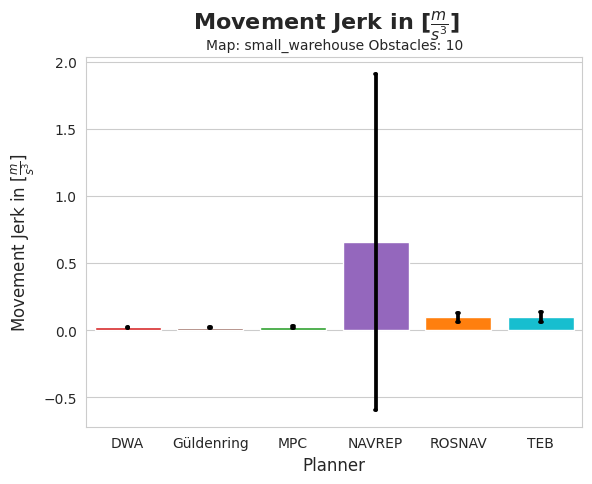 Movement Jerk in [m/s³]
Map: small_warehouse Obstacles: 10
2.0
1.5
1.0
0.5
0.0
−0.5
Movement Jerk in [m/s³]
DWA Güldenring MPC NAVREP ROSNAV TEB
Planner